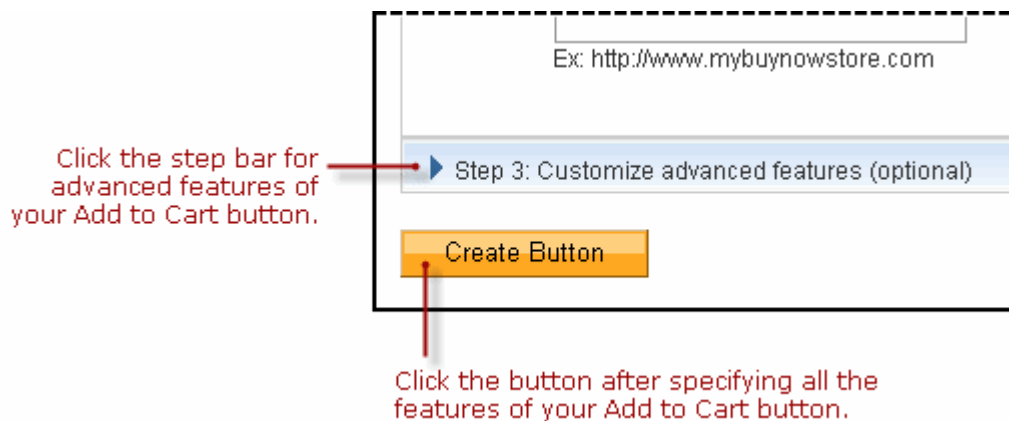 Ex: http://www.mybuynowstore.com
Click the step bar for
advanced features of
your Add to Cart button.
Step 3: Customize advanced features (optional)
Create Button
Click the button after specifying all the
features of your Add to Cart button.